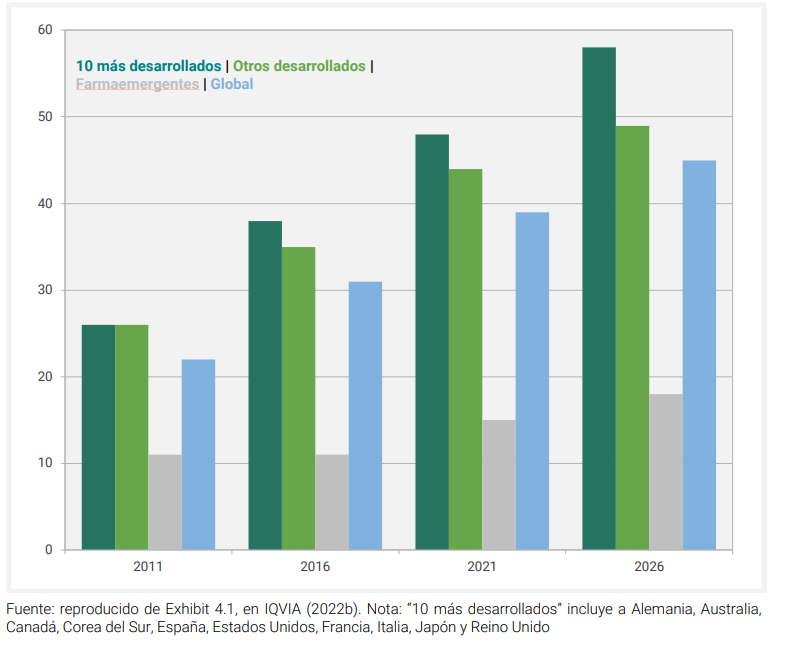 60
10 más desarrollados | Otros desarrollados |
Farmaemergentes | Global
50
40
30
20
10
0
2011 2016 2021 2026
Fuente: reproducido de Exhibit 4.1, en IQVIA (2022b). Nota: “10 más desarrollados” incluye a Alemania, Australia,
Canadá, Corea del Sur, España, Estados Unidos, Francia, Italia, Japón y Reino Unido